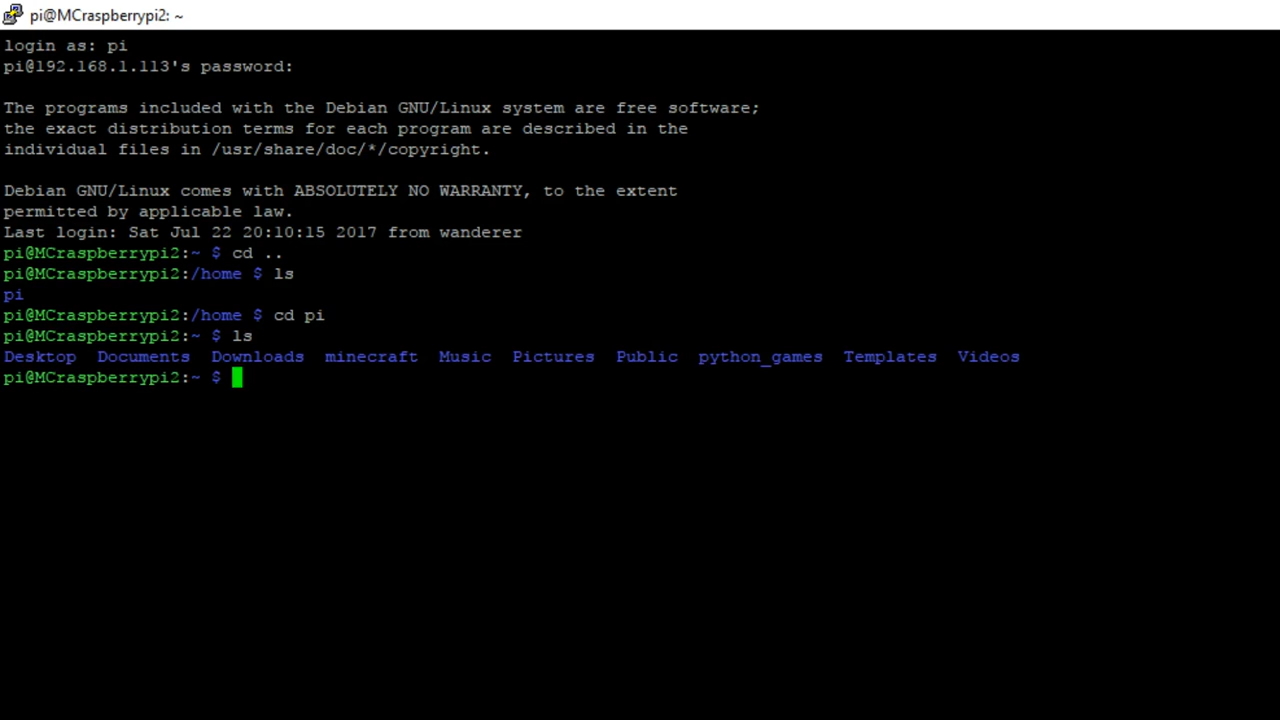 pi@MCraspberrypi2: ~
login as: pi
pi@192.168.1.113's password:
The programs included with the Debian GNU/Linux system are free software;
the exact distribution terms for each program are described in the
individual files in /usr/share/doc/*/copyright.
Debian GNU/Linux comes with ABSOLUTELY NO WARRANTY, to the extent
permitted by applicable law.
Last login: Sat Jul 22 20:10:15 2017 from wanderer
pi@MCraspberrypi2:~ $ cd ..
pi@MCraspberrypi2:/home $ ls
pi
pi@MCraspberrypi2:/home $ cd pi
pi@MCraspberrypi2:~ $ ls
Desktop  Documents  Downloads  minecraft  Music  Pictures  Public  python_games  Templates  Videos
pi@MCraspberrypi2:~ $